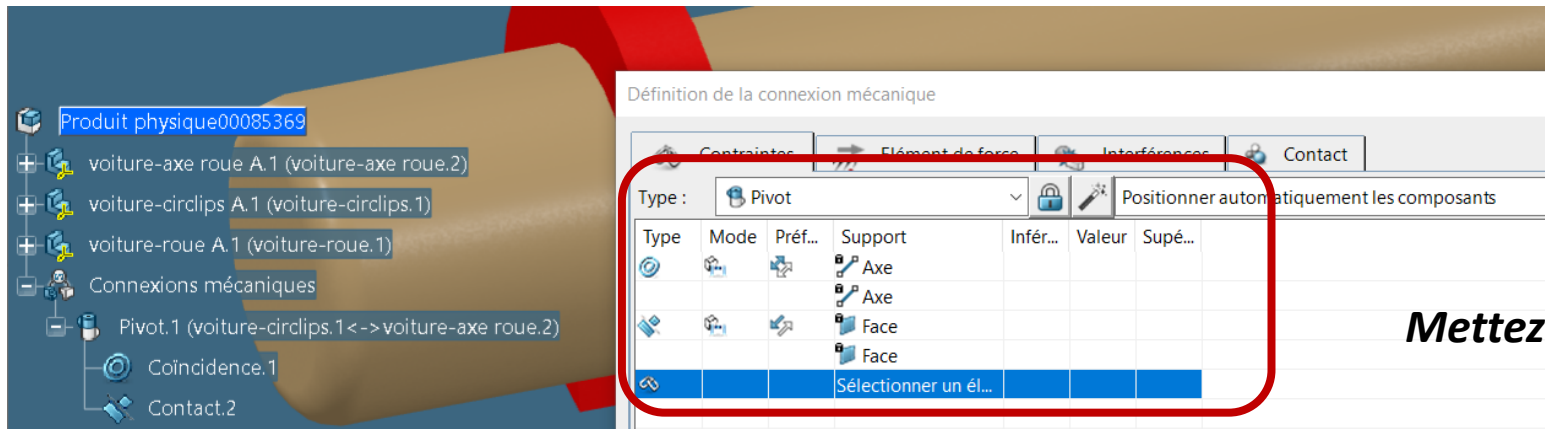 Produit physique00085369
voiture-axe roue A.1 (voiture-axe roue.2)
voiture-circlips A.1 (voiture-circlips.1)
voiture-roue A.1 (voiture-roue.1)
Connexions mécaniques
Pivot.1 (voiture-circlips.1<->voiture-axe roue.2)
Coïncidence.1
Contact.2
Définition de la connexion mécanique
Contraintes Elément de force Interférences Contact
Type : Pivot Positionner automatiquement les composants
Type Mode Préf... Support Infér... Valeur Supé...
Axe
Axe
Face
Face
Sélectionner un él...
Mettez